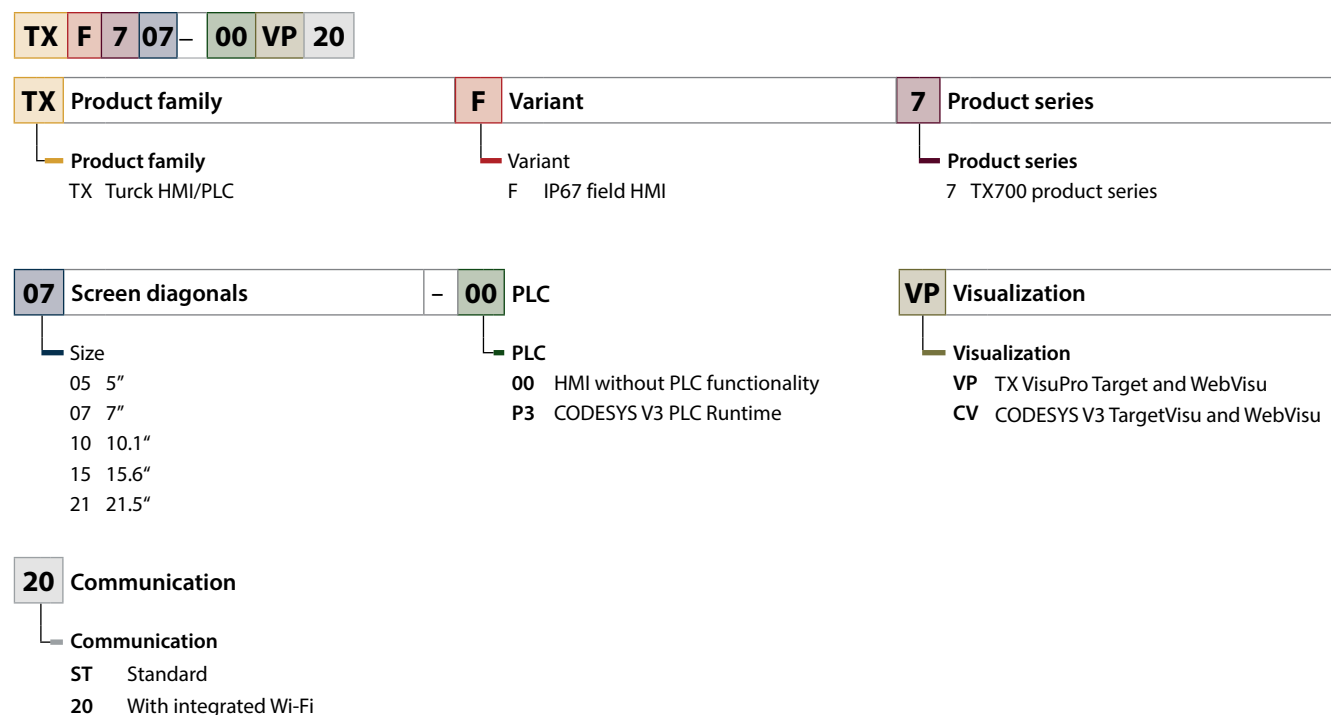 TX F 7 07 – 00 VP 20
TX Product family F Variant 7 Product series
Product family Variant Product series
TX Turck HMI/PLC F IP67 field HMI 7 TX700 product series
07 Screen diagonals – 00 PLC VP Visualization
Size PLC Visualization
05 5″ 00 HMI without PLC functionality VP TX VisuPro Target and WebVisu
07 7″ P3 CODESYS V3 PLC Runtime CV CODESYS V3 TargetVisu and WebVisu
10 10.1“
15 15.6“
21 21.5“
20 Communication
Communication
ST Standard
20 With integrated Wi-Fi